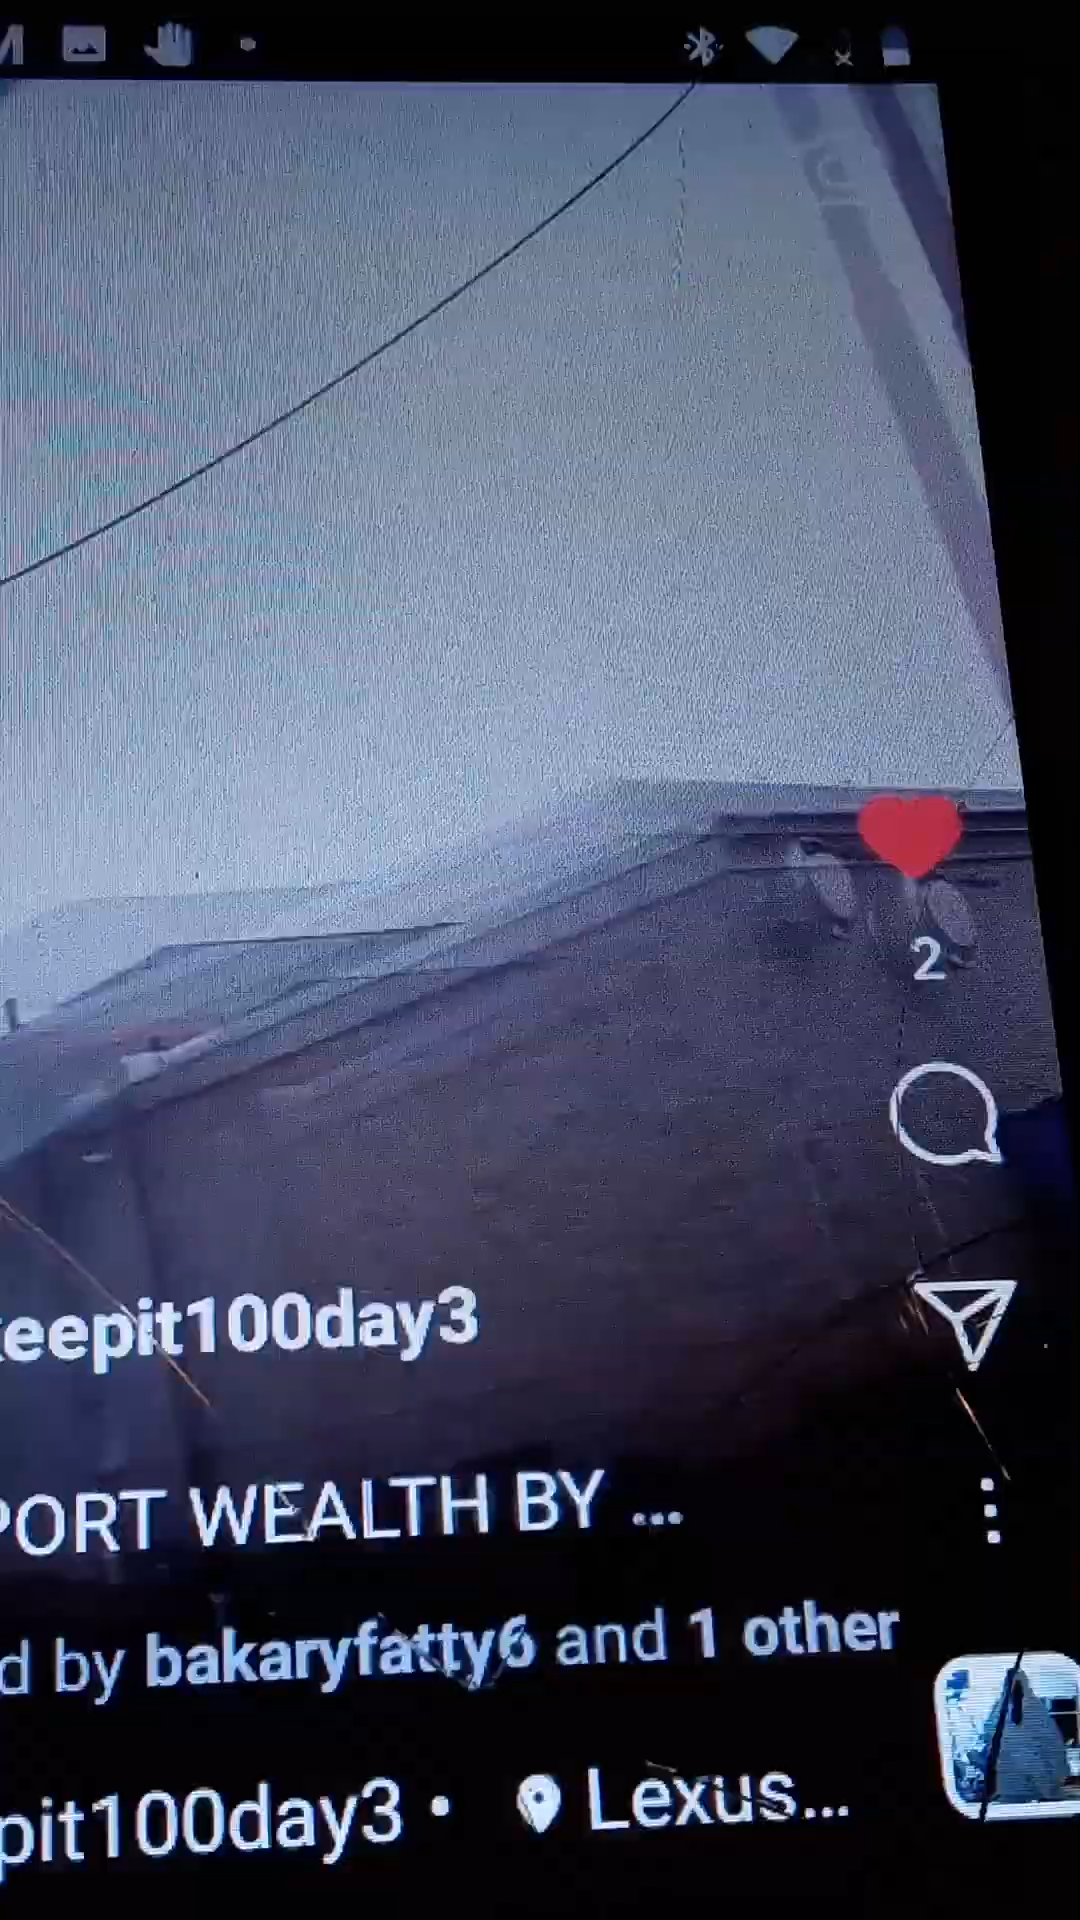 2
eepit100day3
PORT WEALTH BY ...
d by bakaryfatty6 and 1 other
pit100day3 • Lexus...